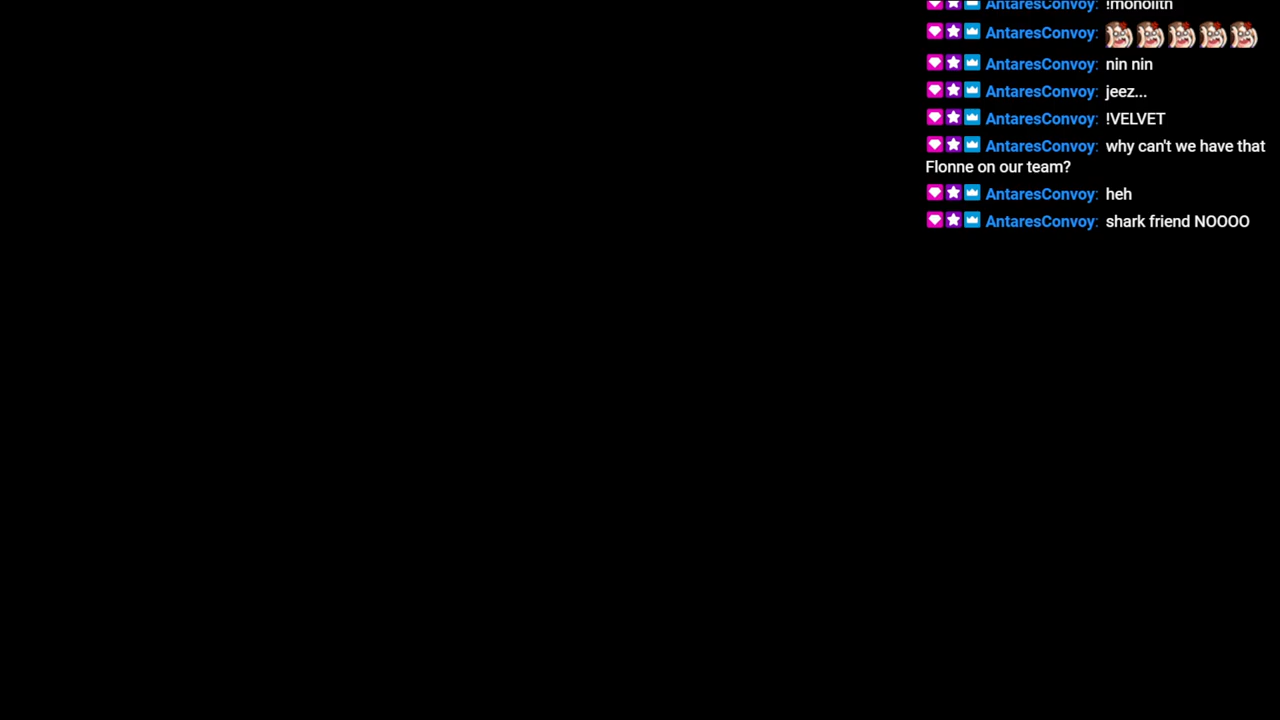 AntaresConvoy: !monolith
AntaresConvoy:
AntaresConvoy: nin nin
AntaresConvoy: jeez...
AntaresConvoy: !VELVET
AntaresConvoy: why can't we have that
Flonne on our team?
AntaresConvoy: heh
AntaresConvoy: shark friend NOOOO